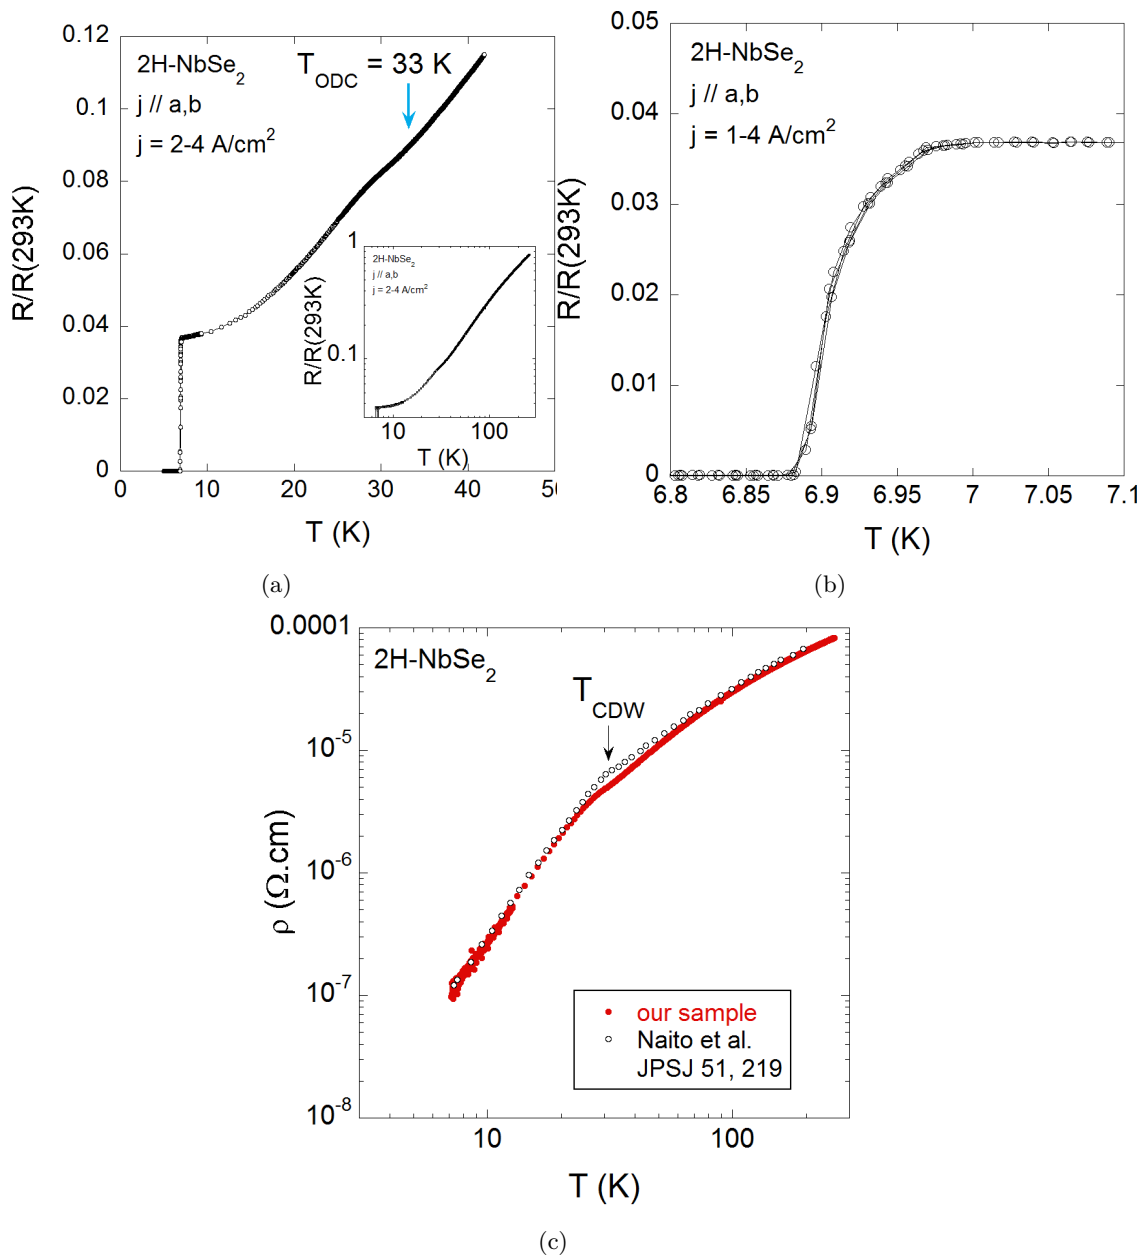 0.12
0.1
0.08
0.06
0.04
0.02
0
R/R(293K)
2H-NbSe₂
j // a,b
j = 2-4 A/cm²
T_ODC = 33 K
0 10 20 30 40 50
T (K)
1
0.1
R/R(293K)
2H-NbSe₂
j // a,b
j = 2-4 A/cm²
10 100
T (K)
(a)
0.05
0.04
0.03
0.02
0.01
0
R/R(293K)
2H-NbSe₂
j // a,b
j = 1-4 A/cm²
6.8 6.85 6.9 6.95 7 7.05 7.1
T (K)
(b)
0.0001
10⁻⁵
10⁻⁶
10⁻⁷
10⁻⁸
ρ (Ω.cm)
2H-NbSe₂
T_CDW
our sample
Naito et al.
JPSJ 51, 219
10 100
T (K)
(c)